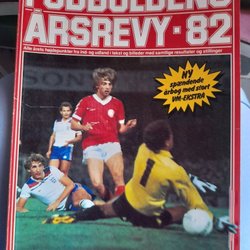 FODBOLDENS
ÅRSREVY·82
Alle årets højdepunkter fra ind- og udland i tekst og billeder med samtlige resultater og stillinger
NY
spændende
årbog med stort
VM-EKSTRA